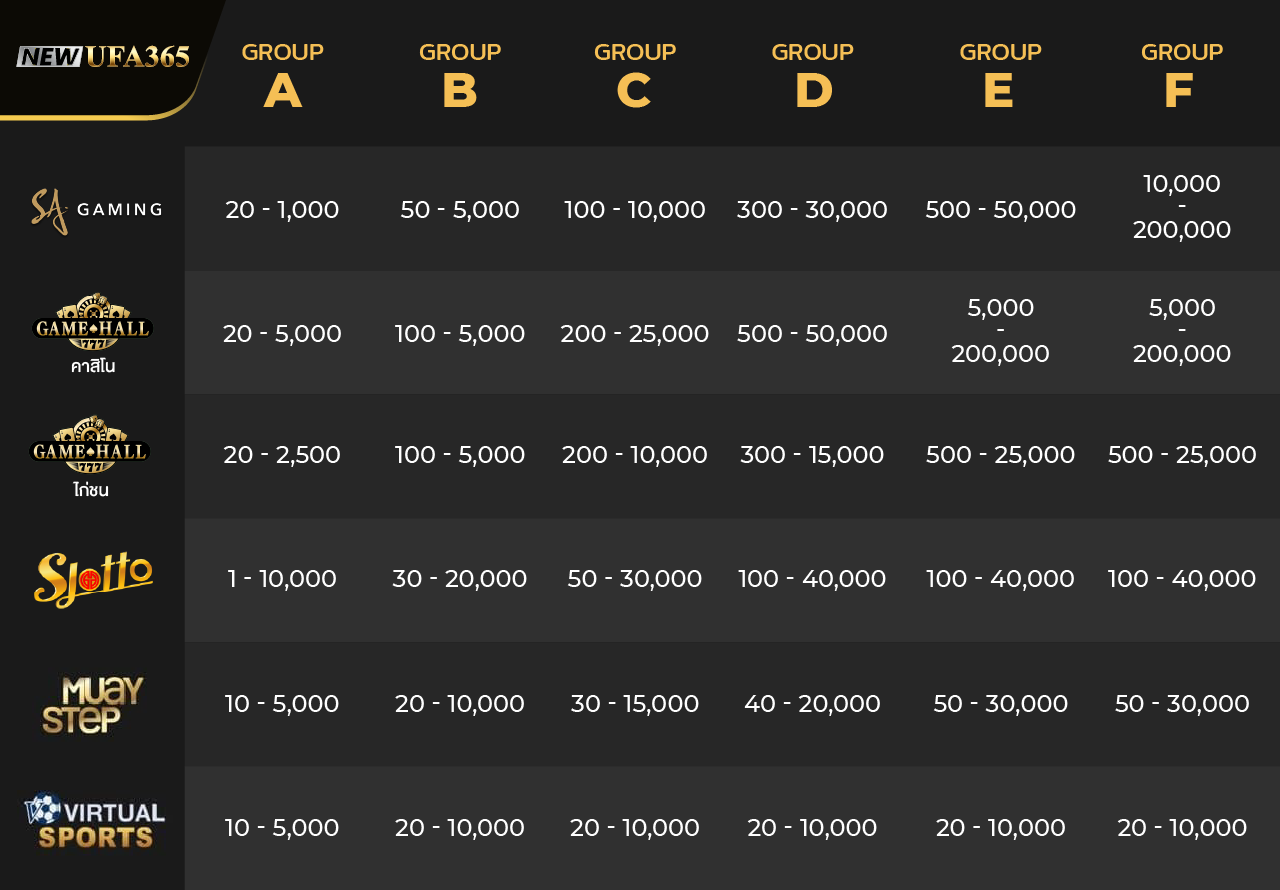 NEW UFA365
GROUP A
GROUP B
GROUP C
GROUP D
GROUP E
GROUP F
SA GAMING
20 - 1,000
50 - 5,000
100 - 10,000
300 - 30,000
500 - 50,000
10,000
-
200,000
GAME HALL
777
คาสิโน
20 - 5,000
100 - 5,000
200 - 25,000
500 - 50,000
5,000
-
200,000
5,000
-
200,000
GAME HALL
777
ไก่ชน
20 - 2,500
100 - 5,000
200 - 10,000
300 - 15,000
500 - 25,000
500 - 25,000
Sjotto
1 - 10,000
30 - 20,000
50 - 30,000
100 - 40,000
100 - 40,000
100 - 40,000
MUAY
STEP
10 - 5,000
20 - 10,000
30 - 15,000
40 - 20,000
50 - 30,000
50 - 30,000
VIRTUAL
SPORTS
10 - 5,000
20 - 10,000
20 - 10,000
20 - 10,000
20 - 10,000
20 - 10,000